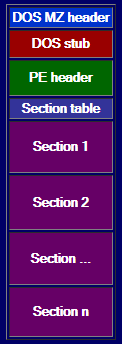 DOS MZ header
DOS stub
PE header
Section table
Section 1
Section 2
Section ...
Section n